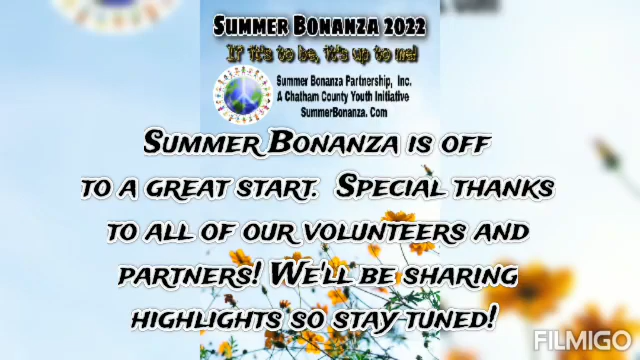 Summer Bonanza 2022
If it's to be, it's up to me!
Summer Bonanza Partnership, Inc.
A Chatham County Youth Initiative
SummerBonanza. Com
Summer Bonanza is off
to a great start. Special thanks
to all of our volunteers and
partners! We'll be sharing
highlights so stay tuned!
FILMIGO